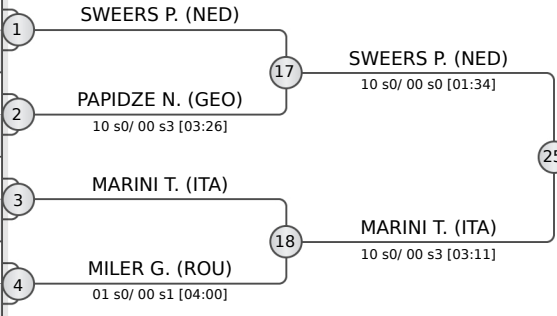 SWEERS P. (NED)
1
17
SWEERS P. (NED)
10 s0/ 00 s0 [01:34]
PAPIDZE N. (GEO)
2
10 s0/ 00 s3 [03:26]
25
MARINI T. (ITA)
3
18
MARINI T. (ITA)
10 s0/ 00 s3 [03:11]
MILER G. (ROU)
4
01 s0/ 00 s1 [04:00]